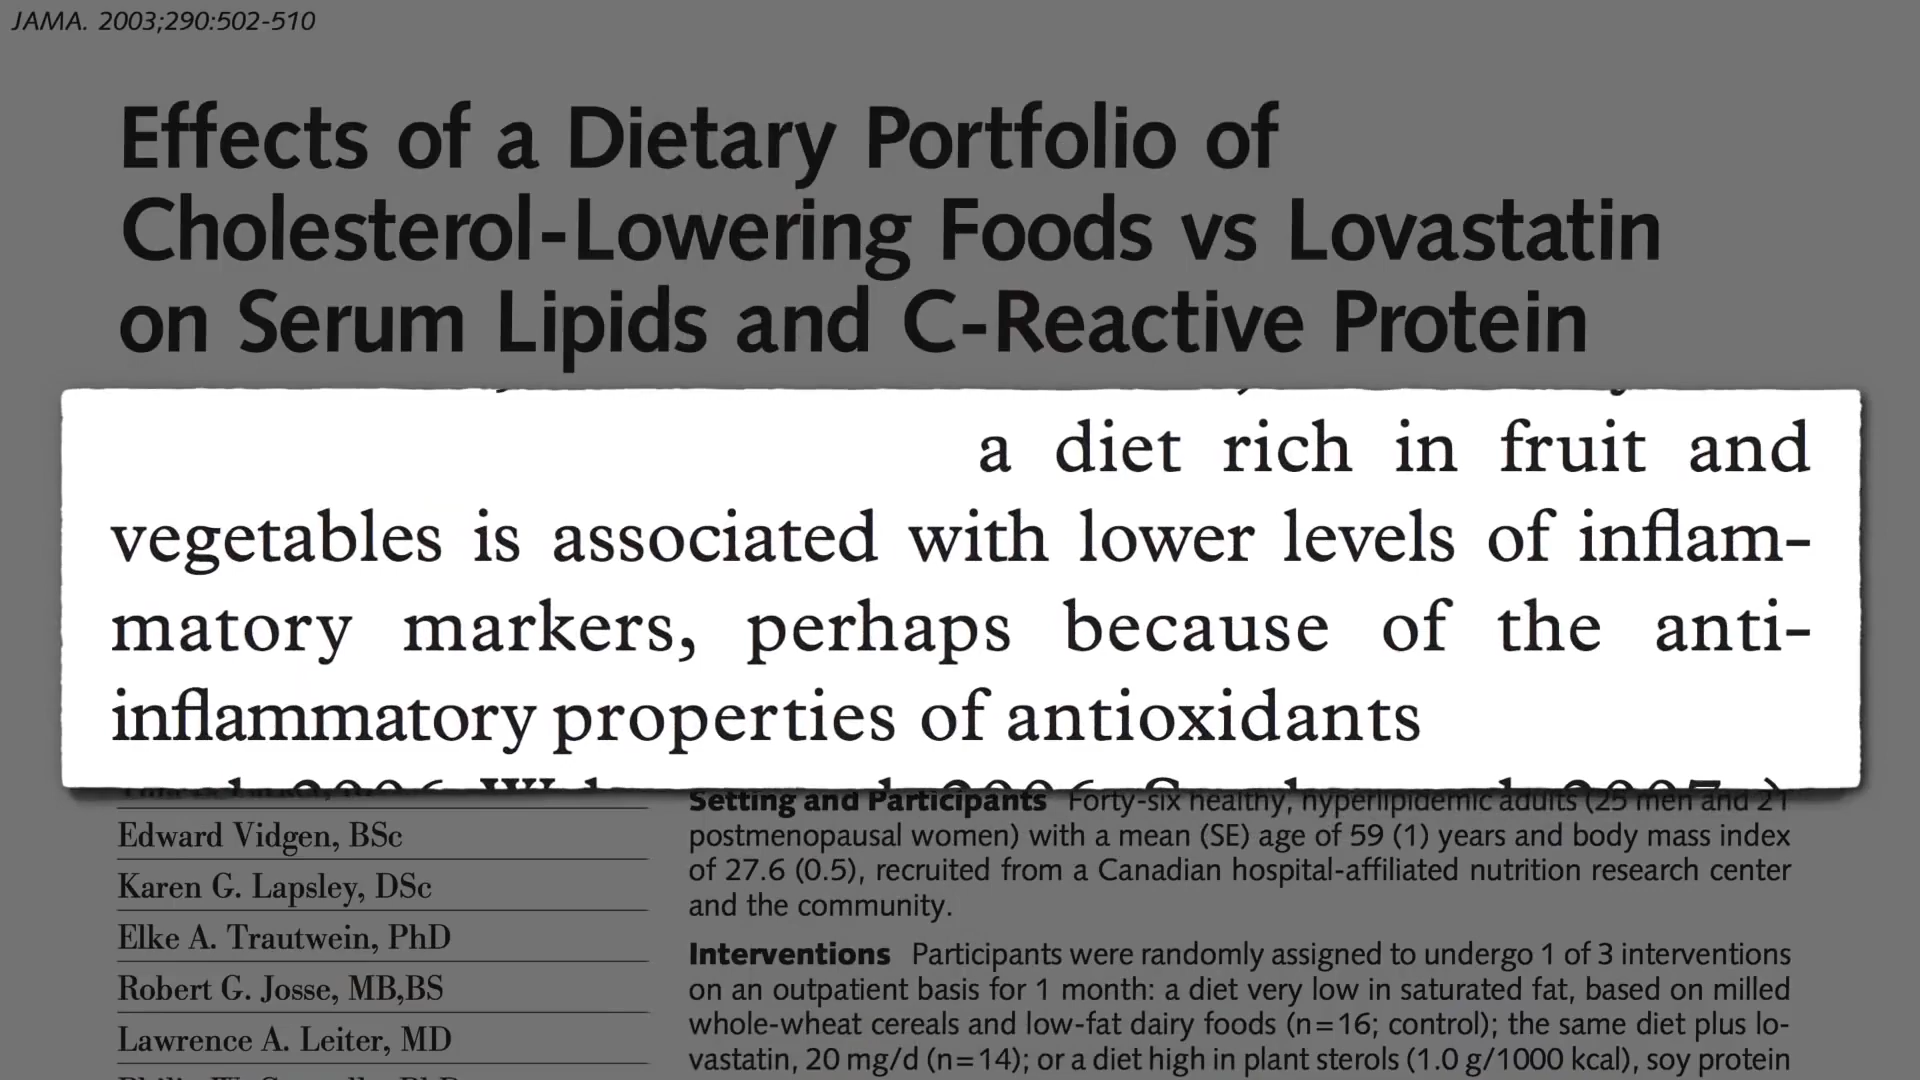 JAMA. 2003;290:502-510
Effects of a Dietary Portfolio of
Cholesterol-Lowering Foods vs Lovastatin
on Serum Lipids and C-Reactive Protein
a diet rich in fruit and
vegetables is associated with lower levels of inflam-
matory markers, perhaps because of the anti-
inflammatory properties of antioxidants
Edward Vidgen, BSc
Karen G. Lapsley, DSc
Elke A. Trautwein, PhD
Robert G. Josse, MB,BS
Lawrence A. Leiter, MD
Setting and Participants Forty-six healthy, hyperlipidemic adults (25 men and 21
postmenopausal women) with a mean (SE) age of 59 (1) years and body mass index
of 27.6 (0.5), recruited from a Canadian hospital-affiliated nutrition research center
and the community.
Interventions Participants were randomly assigned to undergo 1 of 3 interventions
on an outpatient basis for 1 month: a diet very low in saturated fat, based on milled
whole-wheat cereals and low-fat dairy foods (n=16; control); the same diet plus lo-
vastatin, 20 mg/d (n=14); or a diet high in plant sterols (1.0 g/1000 kcal), soy protein